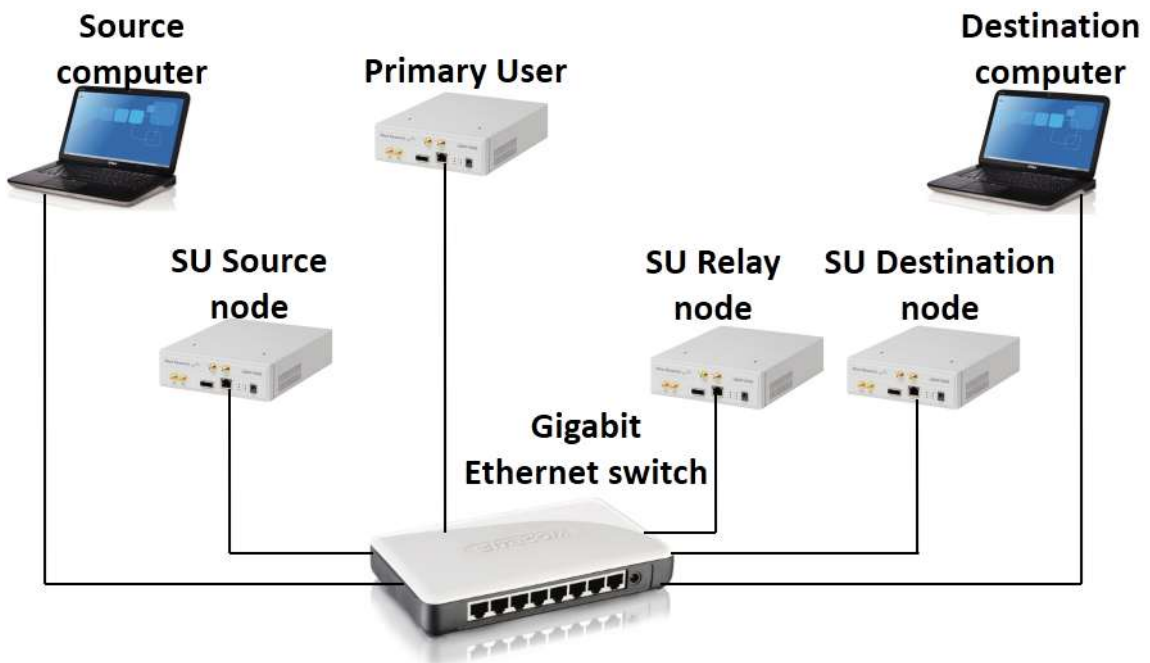 Source
computer
Primary User
Destination
computer
SU Source
node
SU Relay
node
SU Destination
node
Gigabit
Ethernet switch